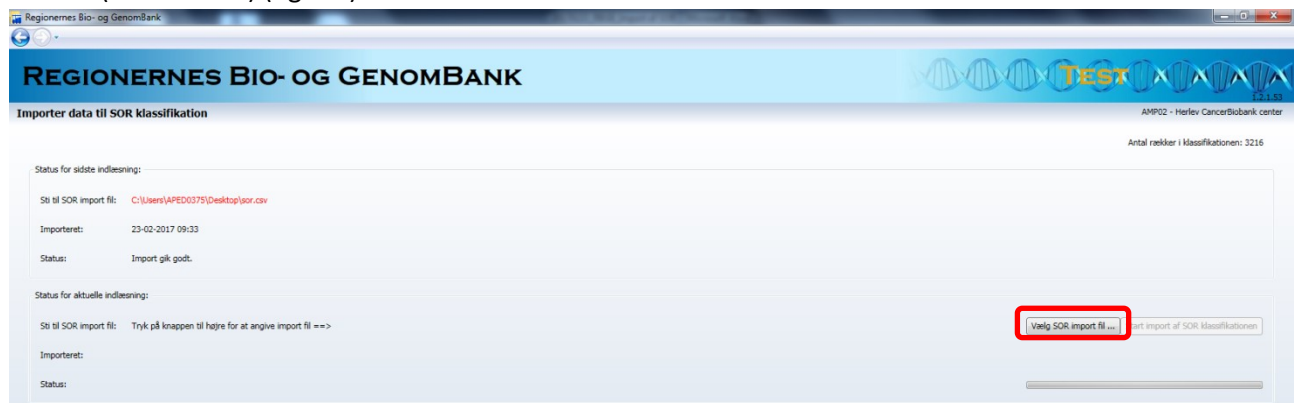 Regionernes Bio- og GenomBank
REGIONERNES BIO- OG GENOMBANK
TEST
1.2.1.53
Importer data til SOR klassifikation
AMP02 - Herlev CancerBiobank center
Antal rækker i klassifikationen: 3216
Status for sidste indlæsning:
Sti til SOR import fil: C:\Users\APED0375\Desktop\sor.csv
Importeret: 23-02-2017 09:33
Status: Import gik godt.
Status for aktuelle indlæsning:
Sti til SOR import fil: Tryk på knappen til højre for at angive import fil ==> Vælg SOR import fil ... art import af SOR klassifikationen
Importeret:
Status: